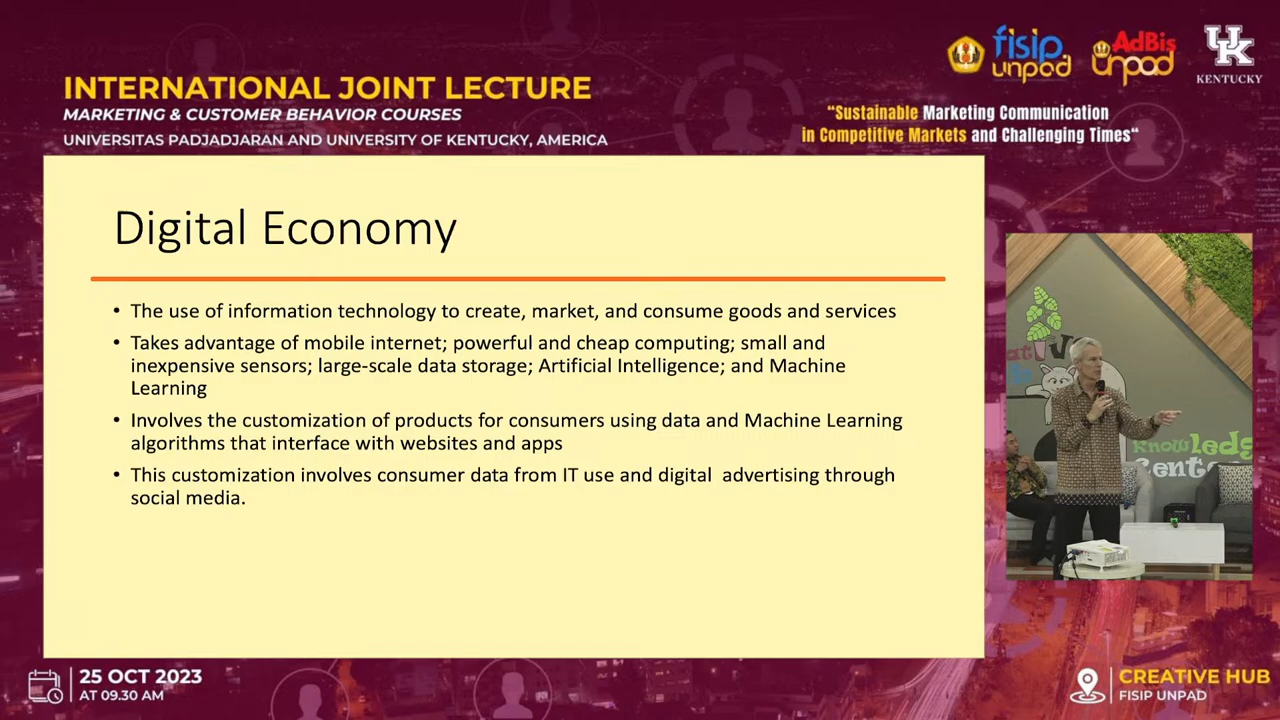 INTERNATIONAL JOINT LECTURE
MARKETING & CUSTOMER BEHAVIOR COURSES
UNIVERSITAS PADJADJARAN AND UNIVERSITY OF KENTUCKY, AMERICA
fisip
unpad
AdBis
unpad
UK
KENTUCKY
“Sustainable Marketing Communication
in Competitive Markets and Challenging Times“
Digital Economy
• The use of information technology to create, market, and consume goods and services
• Takes advantage of mobile internet; powerful and cheap computing; small and
inexpensive sensors; large-scale data storage; Artificial Intelligence; and Machine
Learning
• Involves the customization of products for consumers using data and Machine Learning
algorithms that interface with websites and apps
• This customization involves consumer data from IT use and digital  advertising through
social media.
Knowledg
Cent
25 OCT 2023
AT 09.30 AM
CREATIVE HUB
FISIP UNPAD